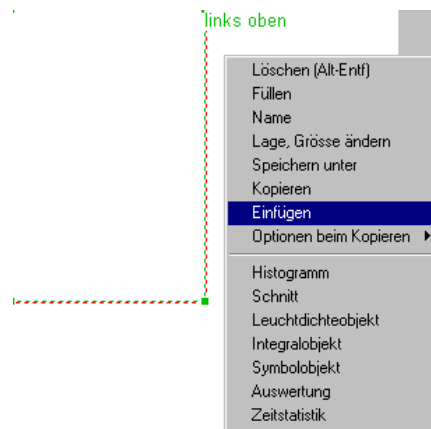 links oben
Löschen (Alt-Entf)
Füllen
Name
Lage, Grösse ändern
Speichern unter
Kopieren
Einfügen
Optionen beim Kopieren
Histogramm
Schnitt
Leuchtdichteobjekt
Integralobjekt
Symbolobjekt
Auswertung
Zeitstatistik